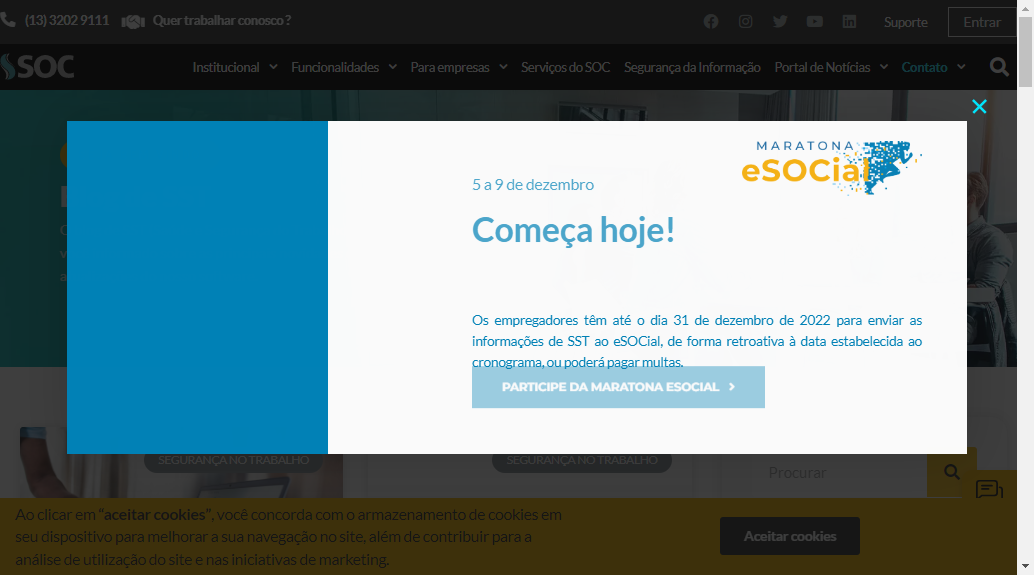 (13) 3202 9111 Quer trabalhar conosco ? Suporte Entrar
SOC Institucional Funcionalidades Para empresas Serviços do SOC Segurança da Informação Portal de Notícias Contato
MARATONA
eSOCial
5 a 9 de dezembro
Começa hoje!
Os empregadores têm até o dia 31 de dezembro de 2022 para enviar as
informações de SST ao eSOCial, de forma retroativa à data estabelecida ao
cronograma, ou poderá pagar multas.
PARTICIPE DA MARATONA ESOCIAL
SEGURANÇA NO TRABALHO SEGURANÇA NO TRABALHO
Procurar
Ao clicar em “aceitar cookies”, você concorda com o armazenamento de cookies em
seu dispositivo para melhorar a sua navegação no site, além de contribuir para a
análise de utilização do site e nas iniciativas de marketing.
Aceitar cookies